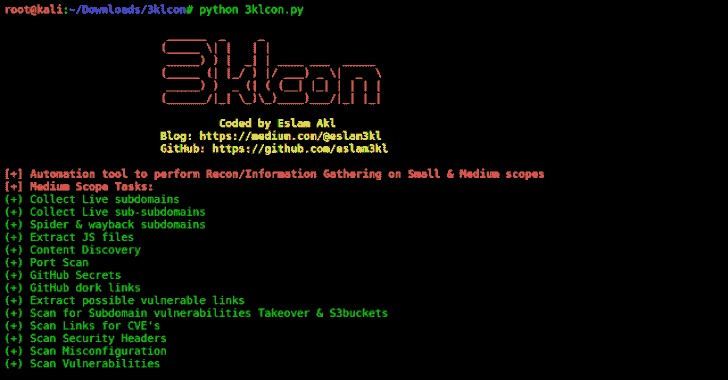 root@kali:~/Downloads/3klcon# python 3klcon.py
3klcon
Coded by Eslam Akl
Blog: https://medium.com/@eslam3kl
GitHub: https://github.com/eslam3kl
[+] Automation tool to perform Recon/Information Gathering on Small & Medium scopes
[+] Medium Scope Tasks:
(+) Collect Live subdomains
(+) Collect Live sub-subdomains
(+) Spider & wayback subdomains
(+) Extract JS files
(+) Content Discovery
(+) Port Scan
(+) GitHub Secrets
(+) GitHub dork links
(+) Extract possible vulnerable links
(+) Scan for Subdomain vulnerabilities Takeover & S3buckets
(+) Scan Links for CVE's
(+) Scan Security Headers
(+) Scan Misconfiguration
(+) Scan Vulnerabilities